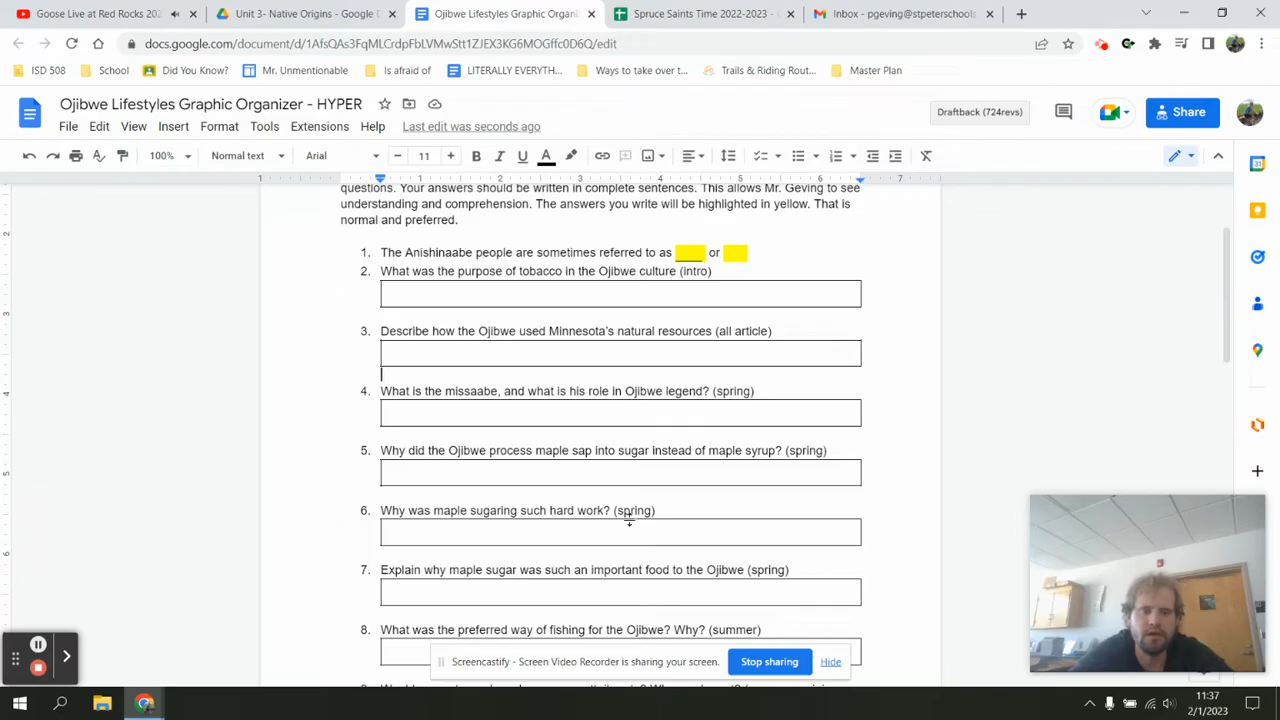 Goose Live at Red Rocks 202
Unit 3- Native Origins - Google D
Ojibwe Lifestyles Graphic Organi
Spruce Saints Time 2022-2023 -
Inbox - pgeving@stpeterschools
docs.google.com/document/d/1AfsQAs3FqMLCrdpFbLVMwStt1ZJEX3KG6MOGffc0D6Q/edit
ISD 508
School
Did You Know?
Mr. Unmentionable
Is afraid of
LITERALLY EVERYTH...
Ways to take over t...
Trails & Riding Rout...
Master Plan
Ojibwe Lifestyles Graphic Organizer - HYPER
Draftback (724revs)
Share
File Edit View Insert Format Tools Extensions Help Last edit was seconds ago
100% Normal text Arial 11
1 1 2 3 4 5 6 7
questions. Your answers should be written in complete sentences. This allows Mr. Geving to see
understanding and comprehension. The answers you write will be highlighted in yellow. That is
normal and preferred.
1. The Anishinaabe people are sometimes referred to as ____ or
2. What was the purpose of tobacco in the Ojibwe culture (intro)
3. Describe how the Ojibwe used Minnesota's natural resources (all article)
4. What is the missaabe, and what is his role in Ojibwe legend? (spring)
5. Why did the Ojibwe process maple sap into sugar instead of maple syrup? (spring)
6. Why was maple sugaring such hard work? (spring)
7. Explain why maple sugar was such an important food to the Ojibwe (spring)
8. What was the preferred way of fishing for the Ojibwe? Why? (summer)
Screencastify - Screen Video Recorder is sharing your screen.
Stop sharing
Hide
11:37
2/1/2023